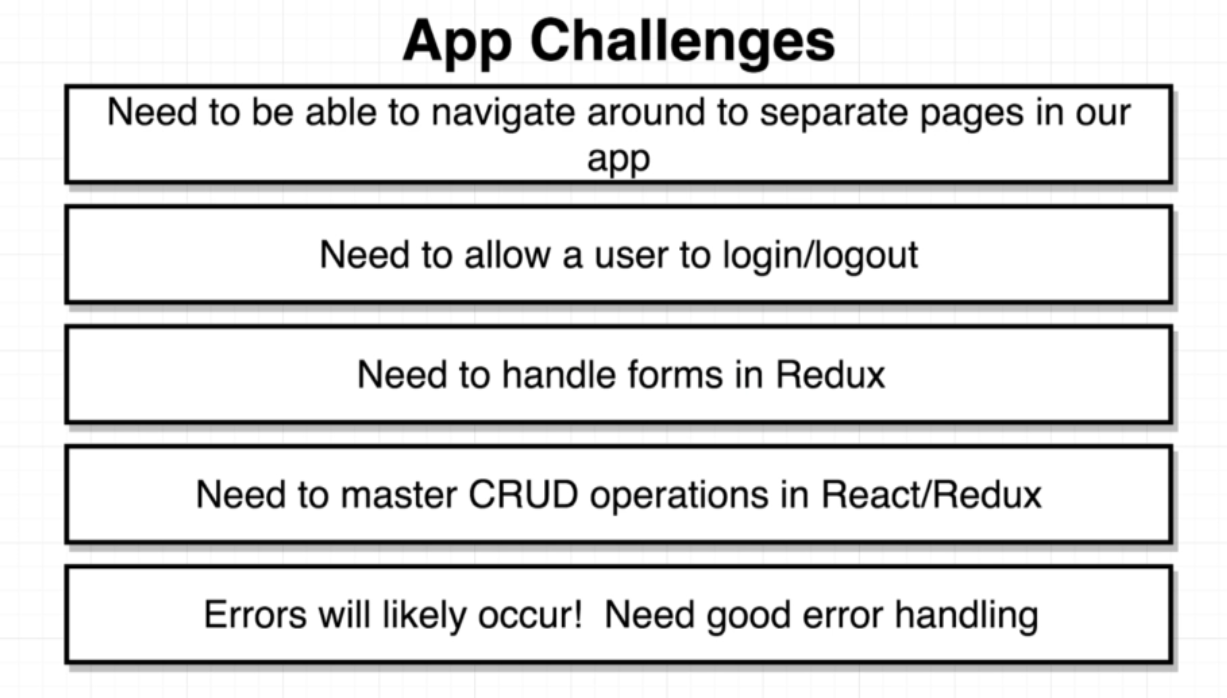 App Challenges
Need to be able to navigate around to separate pages in our
app
Need to allow a user to login/logout
Need to handle forms in Redux
Need to master CRUD operations in React/Redux
Errors will likely occur!  Need good error handling